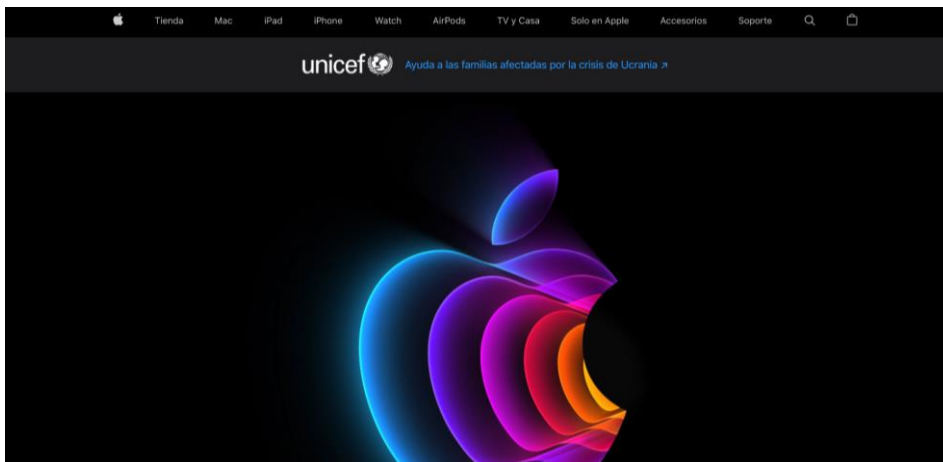 Tienda Mac iPad iPhone Watch AirPods TV y Casa Solo en Apple Accesorios Soporte
unicef Ayuda a las familias afectadas por la crisis de Ucrania ↗